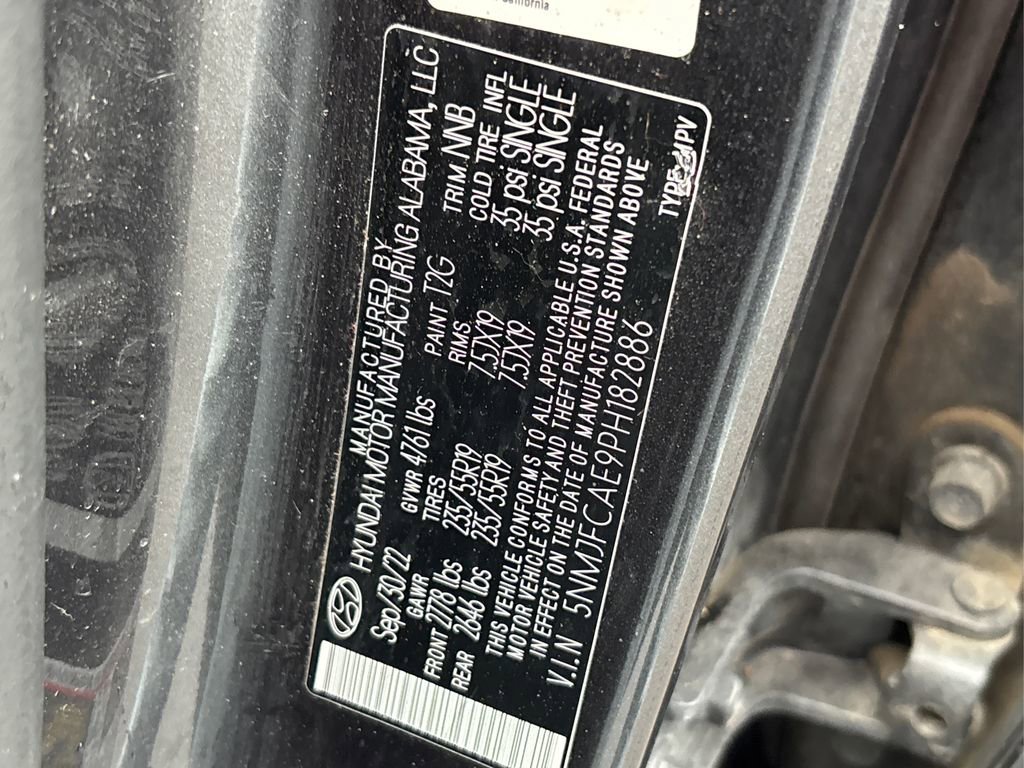 California
MANUFACTURED BY
HYUNDAI MOTOR MANUFACTURING ALABAMA, LLC
Sep/30/22 GVWR 4761 lbs PAINT T2G TRIM NNB
GAWR TIRES RIMS COLD TIRE INFL
FRONT 2778 lbs 235/55R19 7.5JX19 35 psi SINGLE
REAR 2646 lbs 235/55R19 7.5JX19 35 psi SINGLE
THIS VEHICLE CONFORMS TO ALL APPLICABLE U.S.A. FEDERAL
MOTOR VEHICLE SAFETY AND THEFT PREVENTION STANDARDS
IN EFFECT ON THE DATE OF MANUFACTURE SHOWN ABOVE
V.I.N 5NMJFCAE9PH182886 TYPE MPV